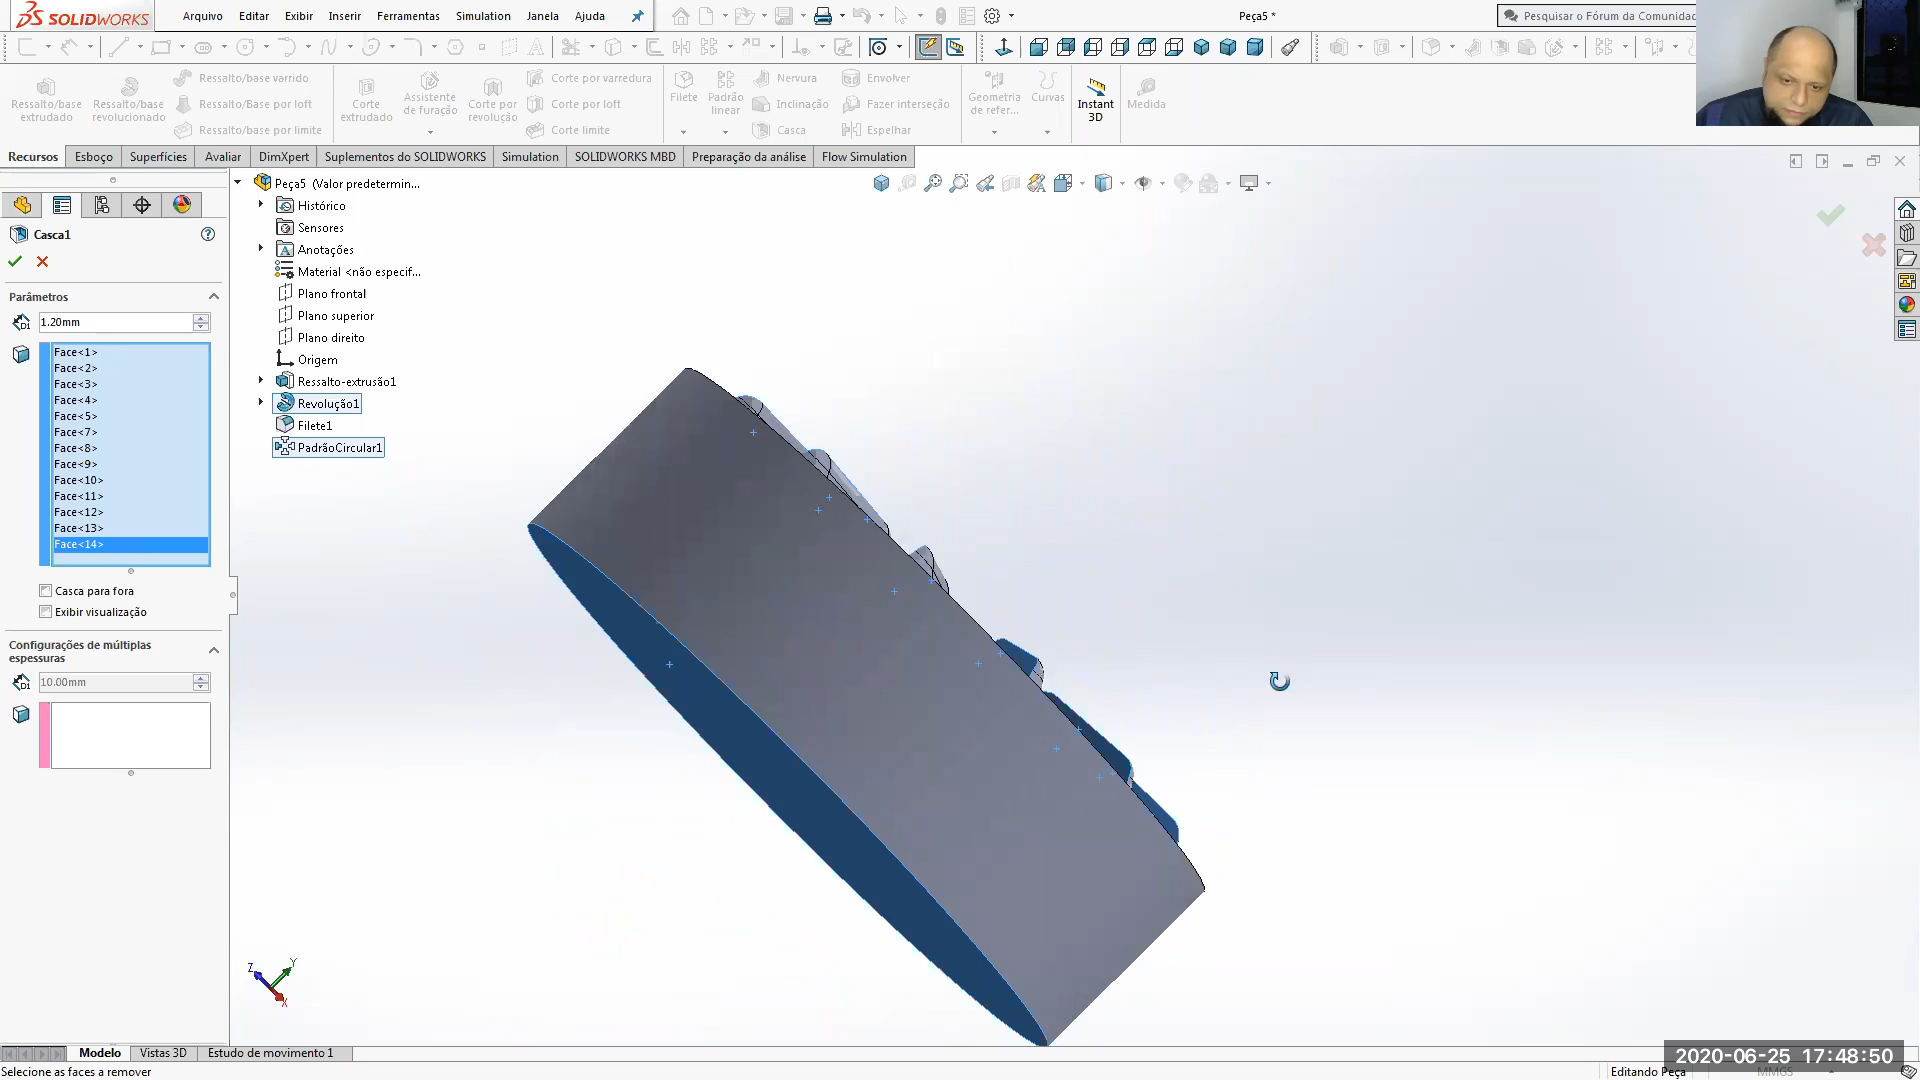 SOLIDWORKS
Arquivo Editar Exibir Inserir Ferramentas Simulation Janela Ajuda
Peça5 *
Pesquisar o Fórum da Comunidac
Ressalto/base extrudado
Ressalto/base revolucionado
Ressalto/base varrido
Ressalto/Base por loft
Ressalto/base por limite
Corte extrudado
Assistente de furação
Corte por revolução
Corte por varredura
Corte por loft
Corte limite
Filete
Padrão linear
Nervura
Inclinação
Casca
Envolver
Fazer interseção
Espelhar
Geometria de refer...
Curvas
Instant 3D
Medida
Recursos Esboço Superfícies Avaliar DimXpert Suplementos do SOLIDWORKS Simulation SOLIDWORKS MBD Preparação da análise Flow Simulation
Casca1
Parâmetros
1.20mm
Face<1>
Face<2>
Face<3>
Face<4>
Face<5>
Face<7>
Face<8>
Face<9>
Face<10>
Face<11>
Face<12>
Face<13>
Face<14>
Casca para fora
Exibir visualização
Configurações de múltiplas
espessuras
10.00mm
Peça5 (Valor predetermin...
Histórico
Sensores
Anotações
Material <não especif...
Plano frontal
Plano superior
Plano direito
Origem
Ressalto-extrusão1
Revolução1
Filete1
PadrãoCircular1
Z
Y
X
Modelo Vistas 3D Estudo de movimento 1
2020-06-25 17:48:50
Selecione as faces a remover
Editando Peça
MMGS